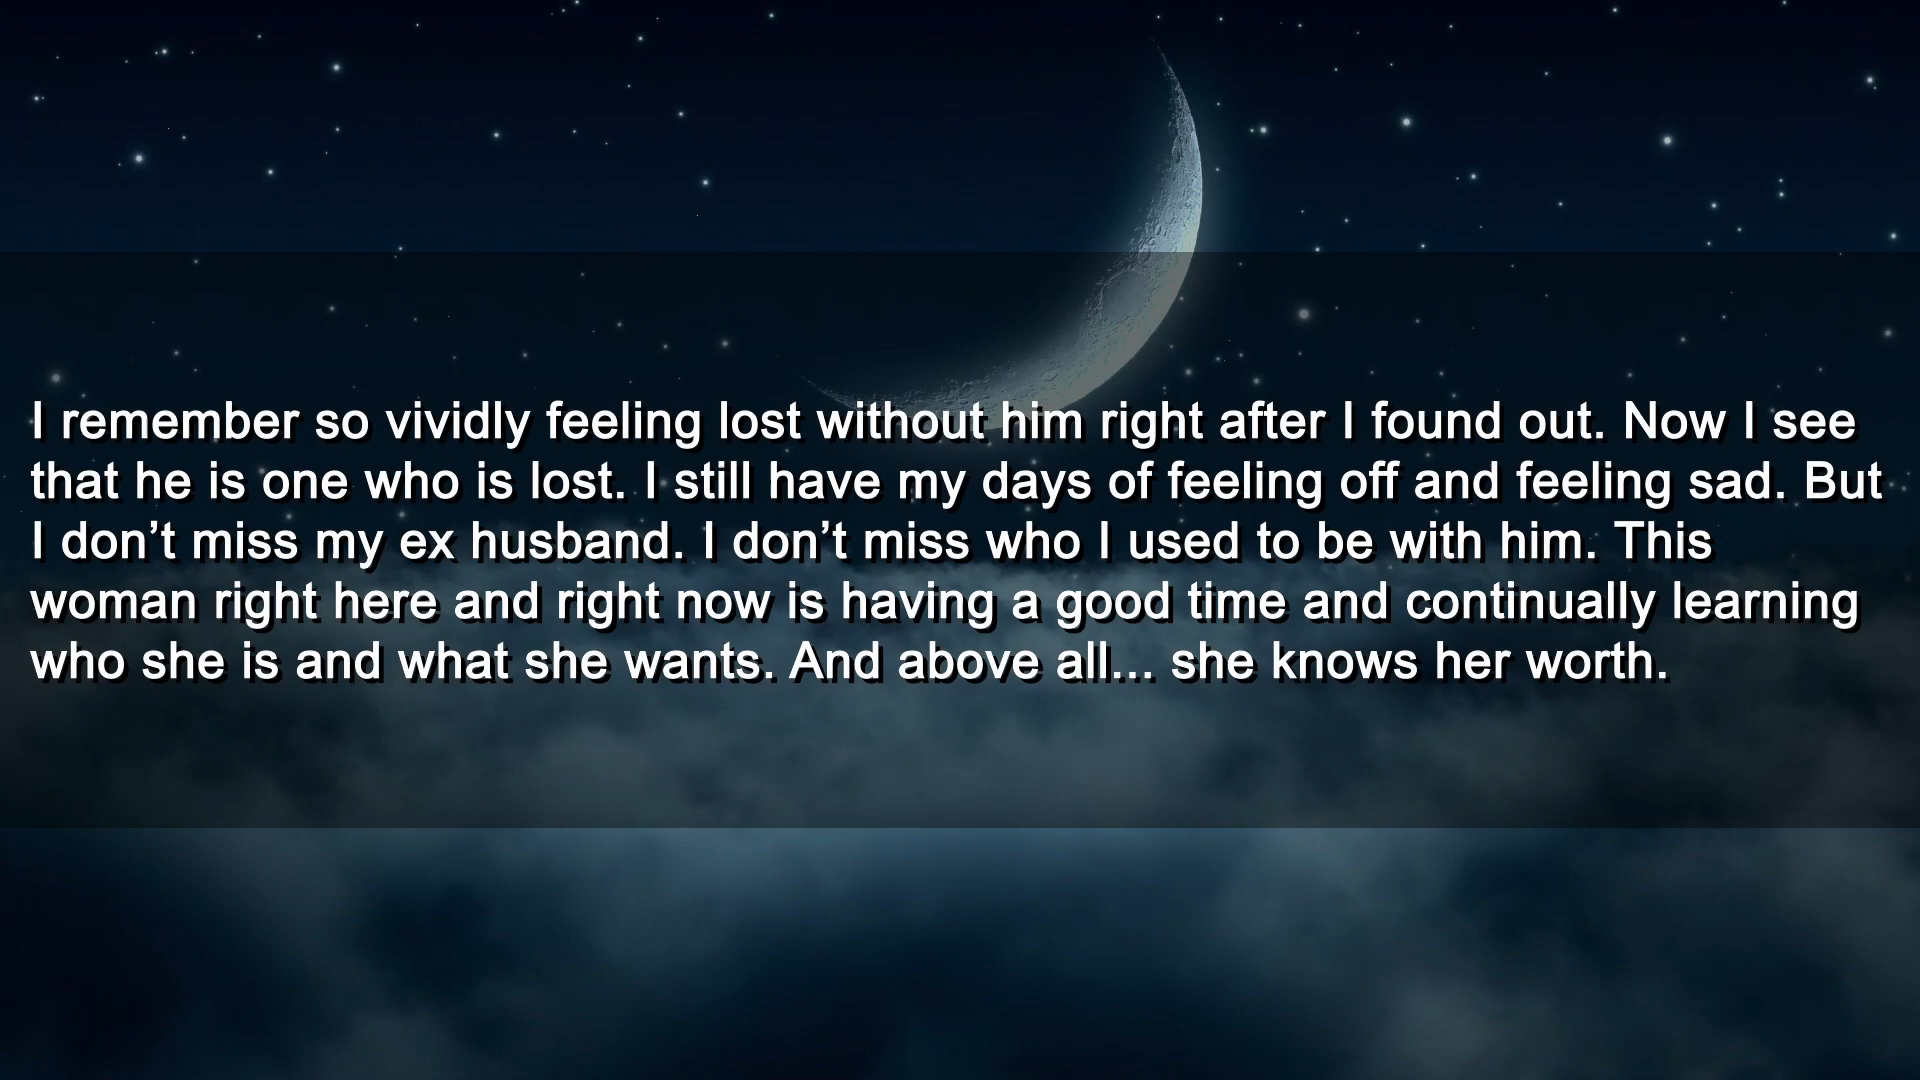 I remember so vividly feeling lost without him right after I found out. Now I see
that he is one who is lost. I still have my days of feeling off and feeling sad. But
I don’t miss my ex husband. I don’t miss who I used to be with him. This
woman right here and right now is having a good time and continually learning
who she is and what she wants. And above all... she knows her worth.